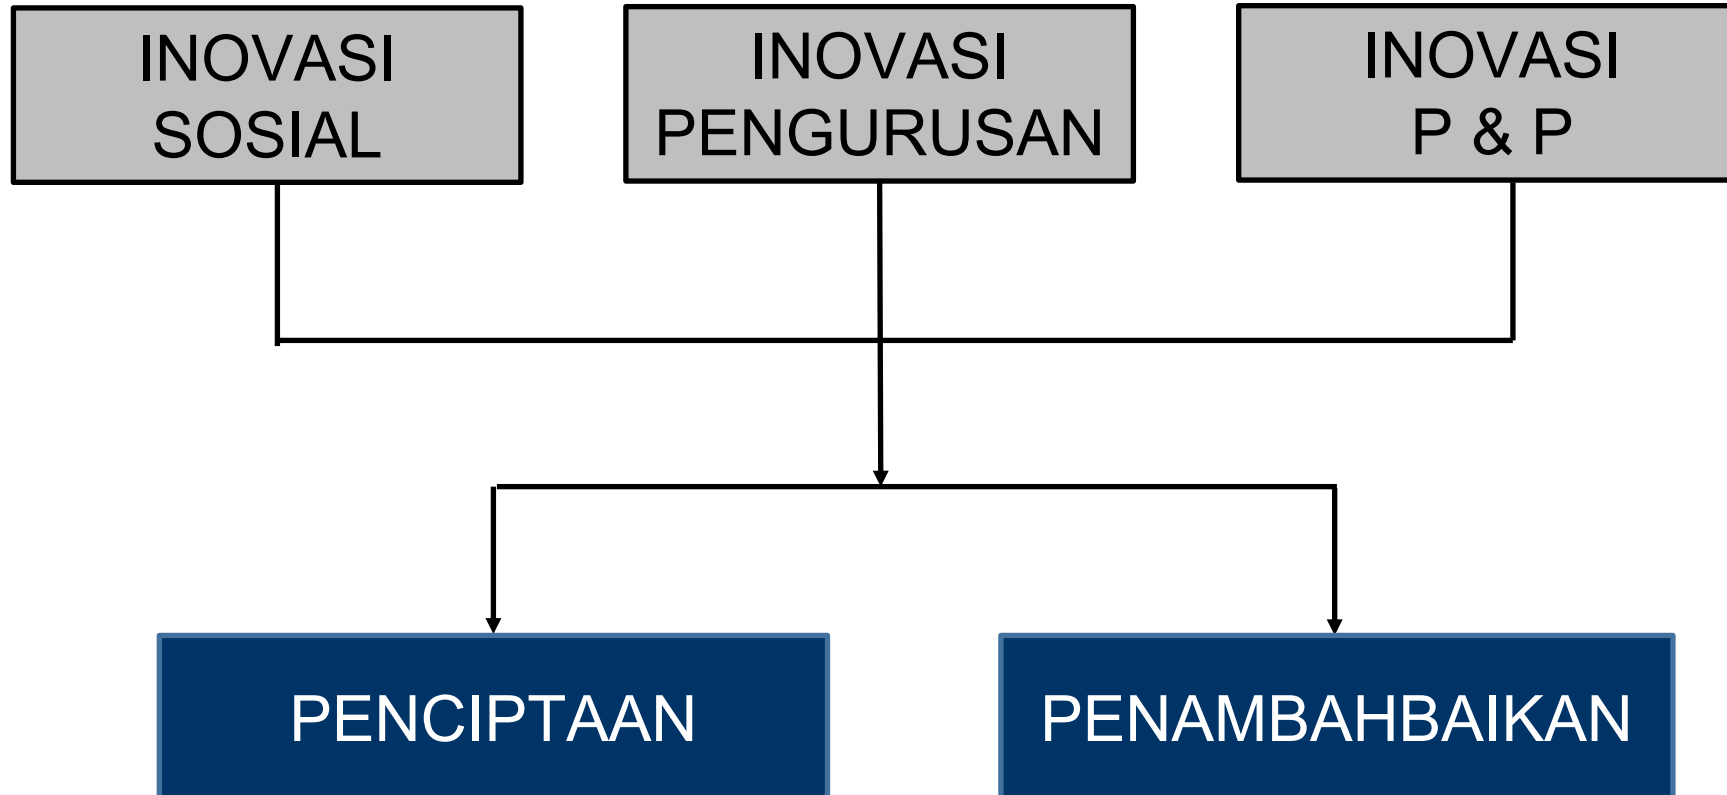 INOVASI
SOSIAL
INOVASI
PENGURUSAN
INOVASI
P & P
PENCIPTAAN
PENAMBAHBAIKAN